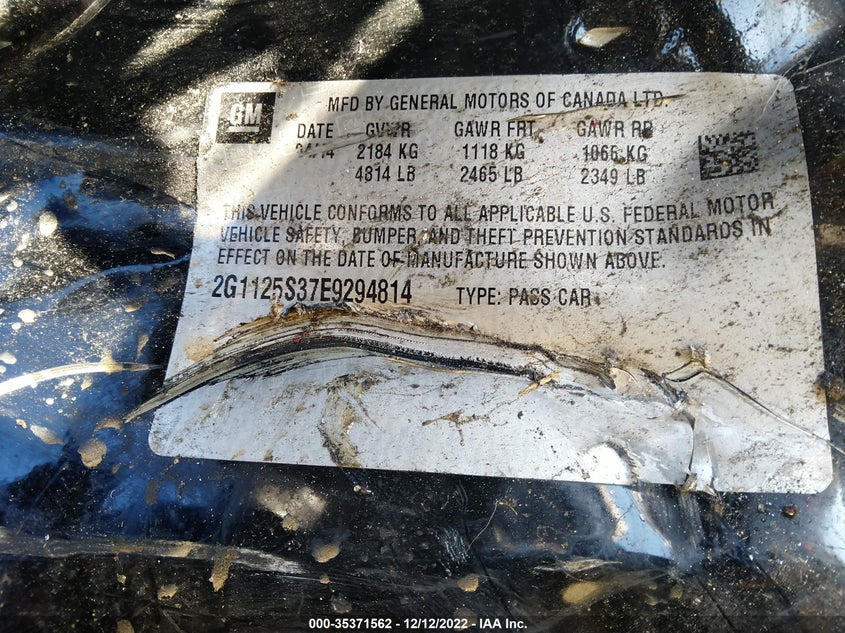 GM
MFD BY GENERAL MOTORS OF CANADA LTD.
DATE GVWR GAWR FRT GAWR RR
2184 KG 1118 KG 1066 KG
4814 LB 2465 LB 2349 LB
THIS VEHICLE CONFORMS TO ALL APPLICABLE U.S. FEDERAL MOTOR
VEHICLE SAFETY, BUMPER, AND THEFT PREVENTION STANDARDS IN
EFFECT ON THE DATE OF MANUFACTURE SHOWN ABOVE.
2G1125S37E9294814 TYPE: PASS CAR
000-35371562 - 12/12/2022 - IAA Inc.